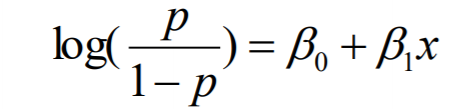 log(p/(1 − p)) = β₀ + β₁x